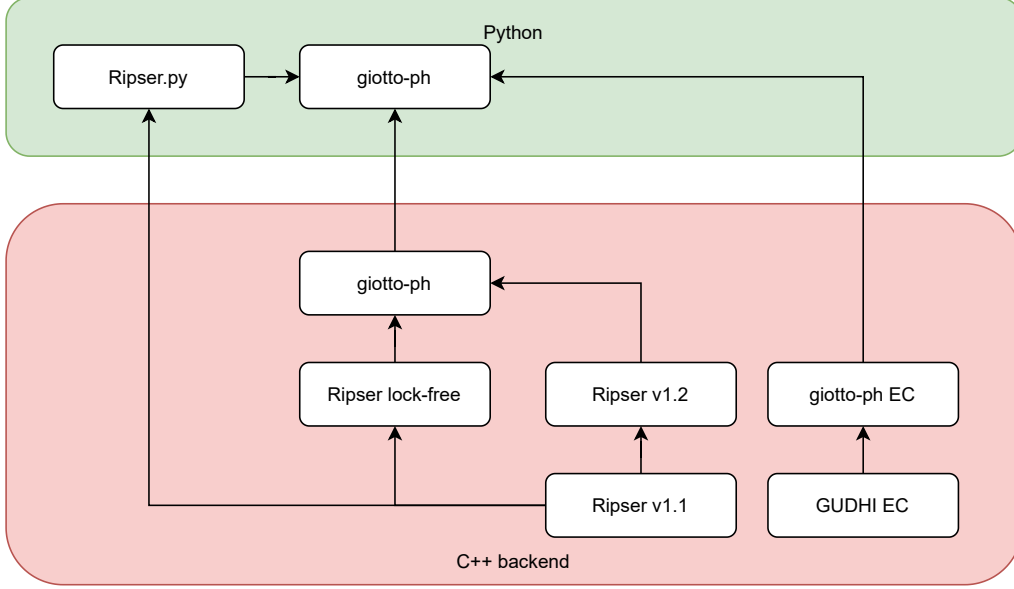 Python
Ripser.py
giotto-ph
giotto-ph
Ripser lock-free
Ripser v1.2
giotto-ph EC
Ripser v1.1
GUDHI EC
C++ backend